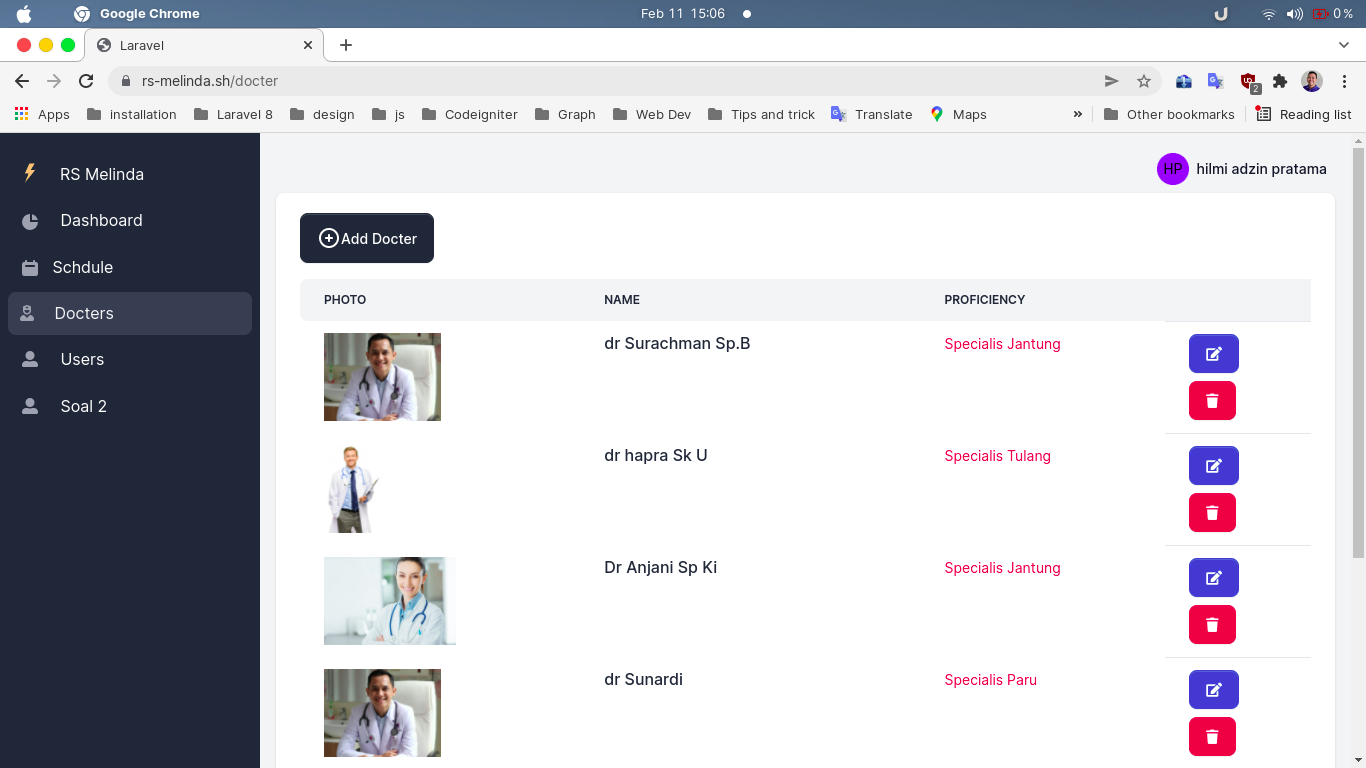 Google Chrome
Feb 11 15:06
0%
Laravel
rs-melinda.sh/docter
2
Apps
installation
Laravel 8
design
js
Codeigniter
Graph
Web Dev
Tips and trick
Translate
Maps
»
Other bookmarks
Reading list
RS Melinda
Dashboard
Schdule
Docters
Users
Soal 2
HP hilmi adzin pratama
Add Docter
PHOTO NAME PROFICIENCY
dr Surachman Sp.B Specialis Jantung
dr hapra Sk U Specialis Tulang
Dr Anjani Sp Ki Specialis Jantung
dr Sunardi Specialis Paru